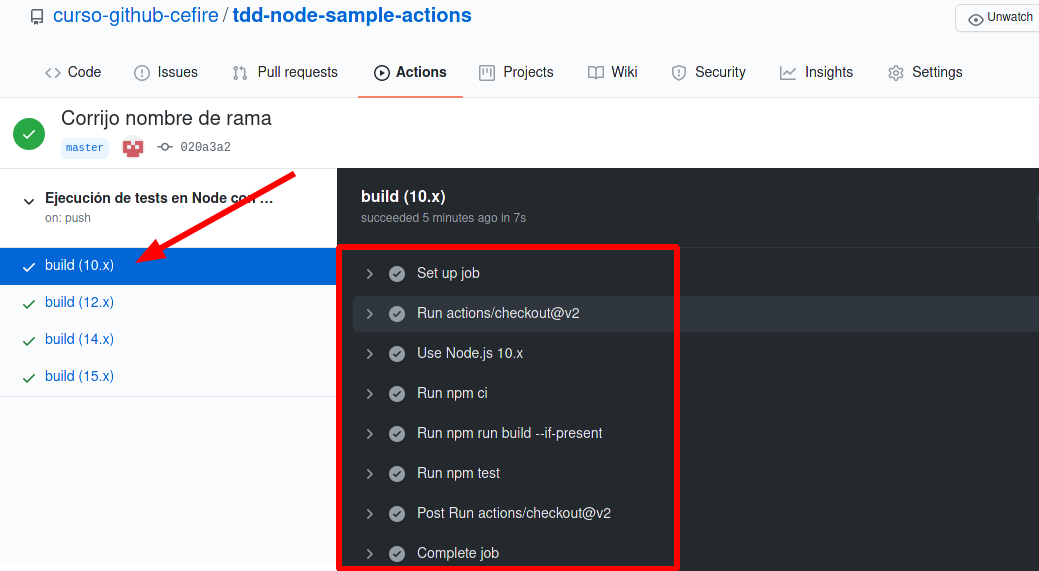 curso-github-cefire / tdd-node-sample-actions
Unwatch
Code Issues Pull requests Actions Projects Wiki Security Insights Settings
Corrijo nombre de rama
master 020a3a2
Ejecución de tests en Node con …
on: push
build (10.x)
build (12.x)
build (14.x)
build (15.x)
build (10.x)
succeeded 5 minutes ago in 7s
Set up job
Run actions/checkout@v2
Use Node.js 10.x
Run npm ci
Run npm run build --if-present
Run npm test
Post Run actions/checkout@v2
Complete job